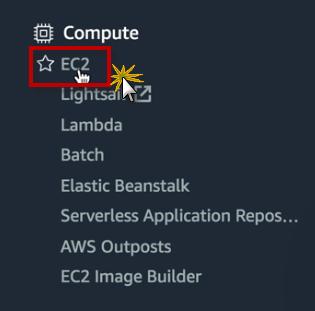 Compute
EC2
Lightsail
Lambda
Batch
Elastic Beanstalk
Serverless Application Repos...
AWS Outposts
EC2 Image Builder